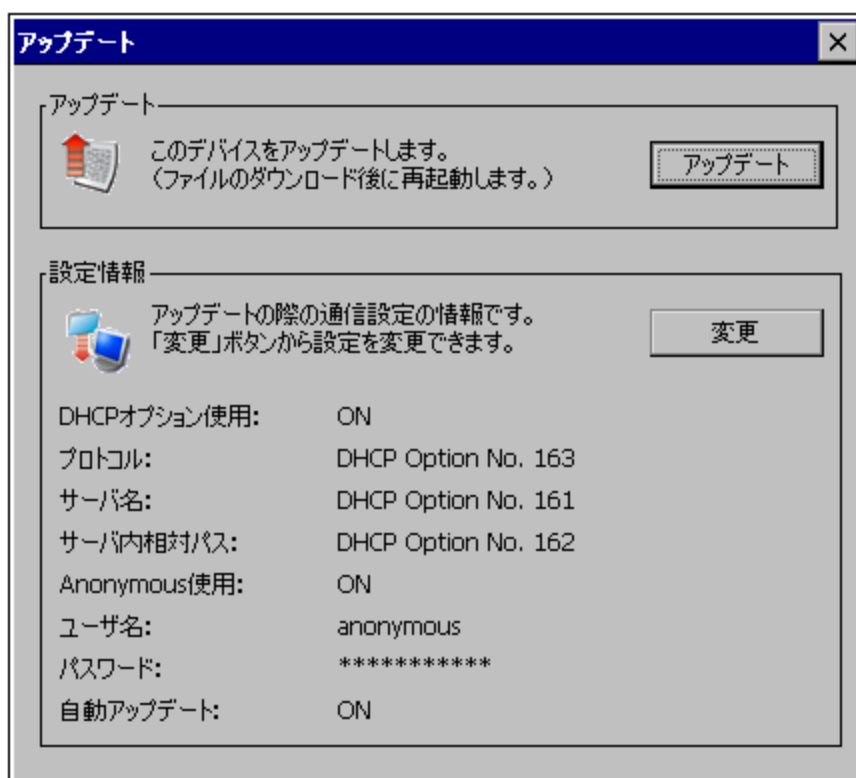 アップデート
アップデート
このデバイスをアップデートします。
(ファイルのダウンロード後に再起動します。)
アップデート
設定情報
アップデートの際の通信設定の情報です。
「変更」ボタンから設定を変更できます。
変更
DHCPオプション使用: ON
プロトコル: DHCP Option No. 163
サーバ名: DHCP Option No. 161
サーバ内相対パス: DHCP Option No. 162
Anonymous使用: ON
ユーザ名: anonymous
パスワード: ***********
自動アップデート: ON